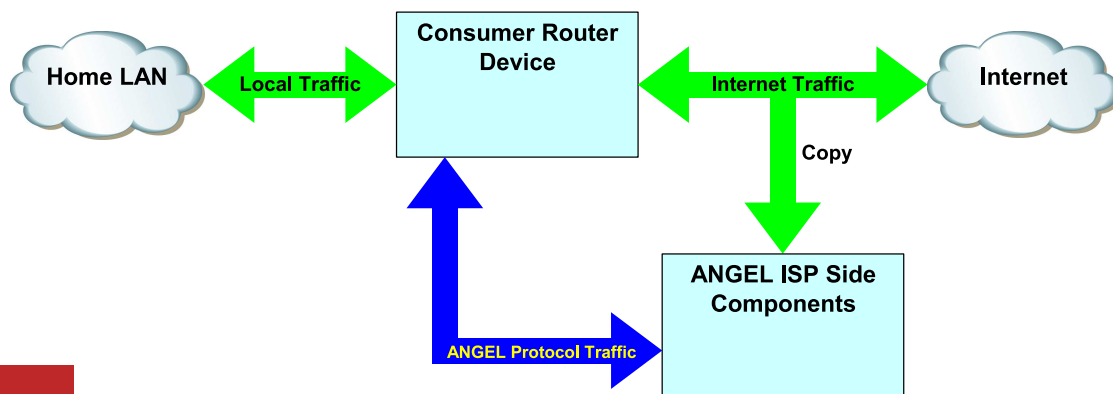 Consumer Router
Device
Home LAN
Local Traffic
Internet Traffic
Internet
Copy
ANGEL ISP Side
Components
ANGEL Protocol Traffic